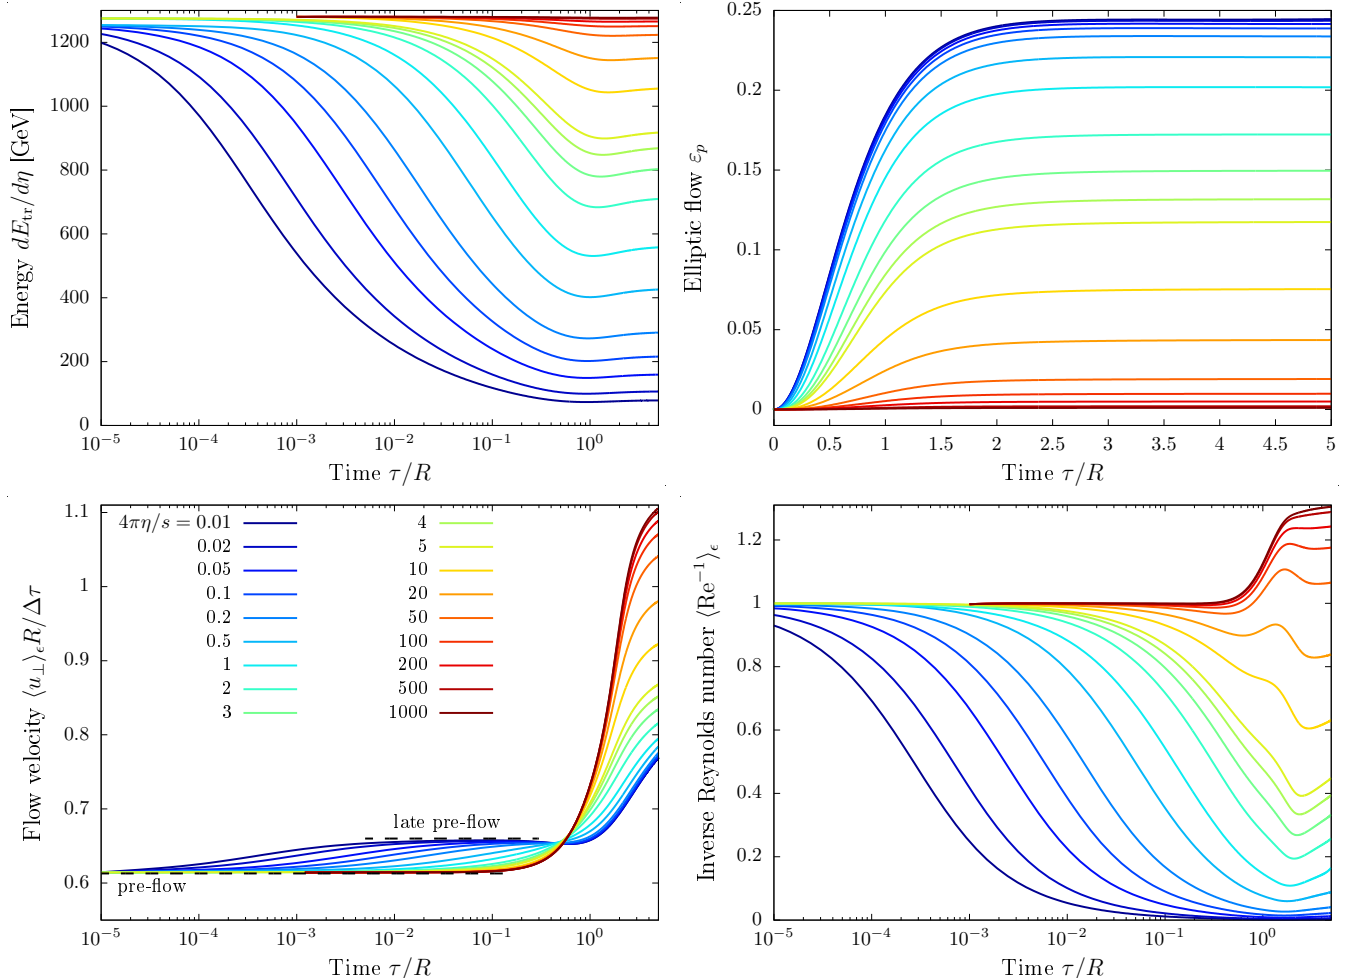 Energy dE_tr/dη [GeV]
1200
1000
800
600
400
200
0
10^−5 10^−4 10^−3 10^−2 10^−1 10^0
Time τ/R
Elliptic flow ε_p
0.25
0.2
0.15
0.1
0.05
0
0 0.5 1 1.5 2 2.5 3 3.5 4 4.5 5
Time τ/R
Flow velocity ⟨u_⊥⟩_ϵ R/Δτ
1.1
1
0.9
0.8
0.7
0.6
4πη/s = 0.01 4
0.02 5
0.05 10
0.1 20
0.2 50
0.5 100
1 200
2 500
3 1000
late pre-flow
pre-flow
10^−5 10^−4 10^−3 10^−2 10^−1 10^0
Time τ/R
Inverse Reynolds number ⟨Re^−1⟩_ϵ
1.2
1
0.8
0.6
0.4
0.2
0
10^−5 10^−4 10^−3 10^−2 10^−1 10^0
Time τ/R